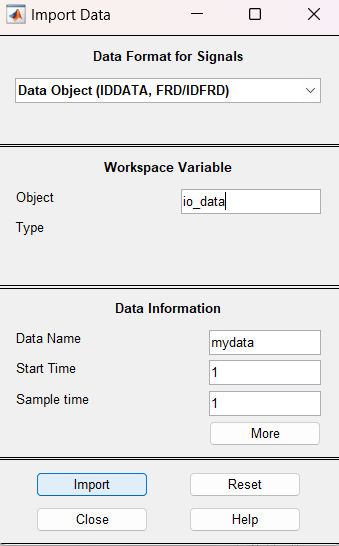 Import Data
Data Format for Signals
Data Object (IDDATA, FRD/IDFRD)
Workspace Variable
Object io_data
Type
Data Information
Data Name mydata
Start Time 1
Sample time 1
More
Import Reset
Close Help